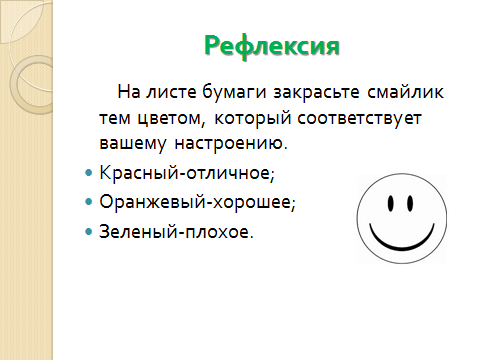 Рефлексия
На листе бумаги закрасьте смайлик
тем цветом, который соответствует
вашему настроению.
Красный-отличное;
Оранжевый-хорошее;
Зеленый-плохое.